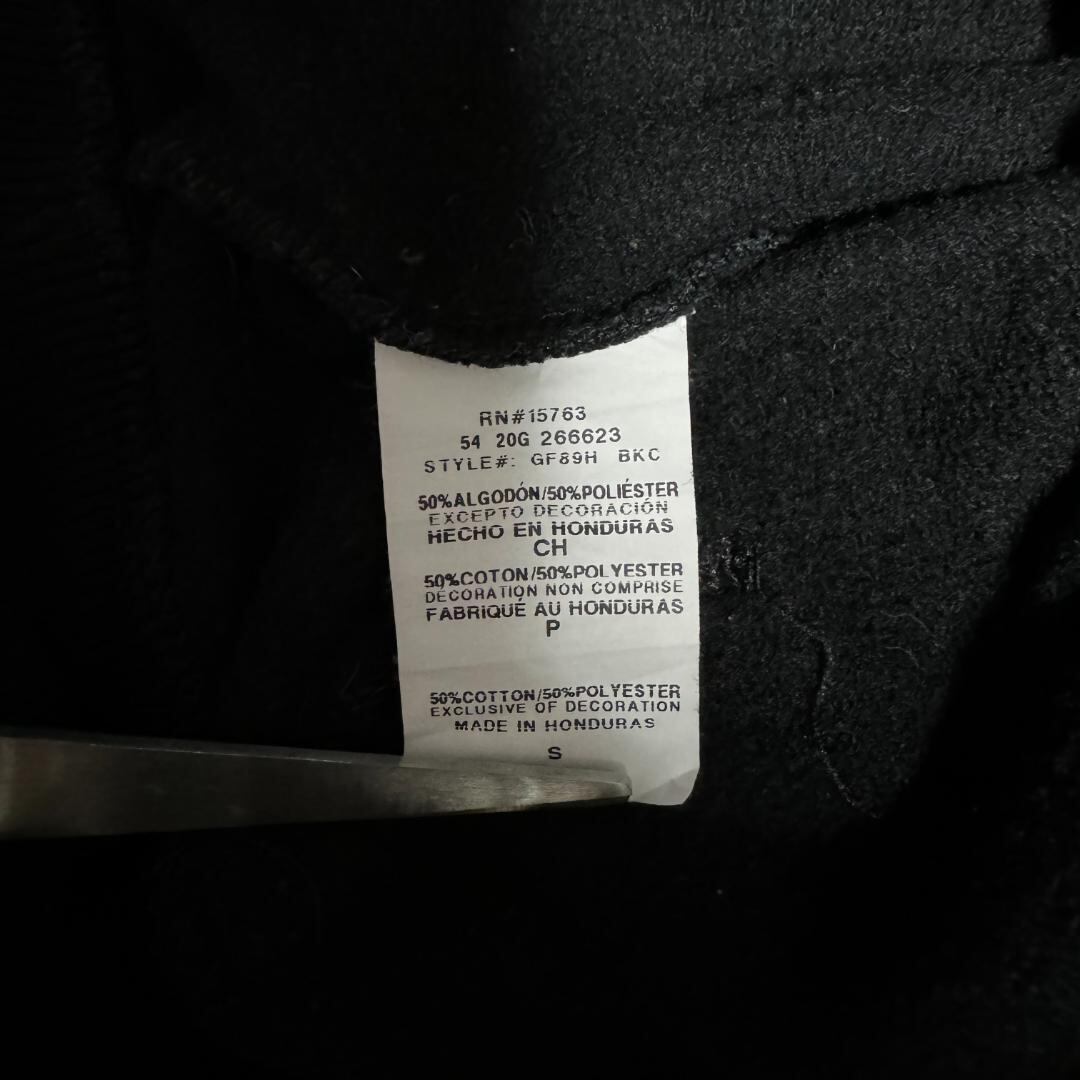 RN#15763
54 20G 266623
STYLE#: GF89H BKC
50%ALGODÓN/50%POLIÉSTER
EXCEPTO DECORACIÓN
HECHO EN HONDURAS
CH
50%COTON/50%POLYESTER
DÉCORATION NON COMPRISE
FABRIQUÉ AU HONDURAS
P
50%COTTON/50%POLYESTER
EXCLUSIVE OF DECORATION
MADE IN HONDURAS
S